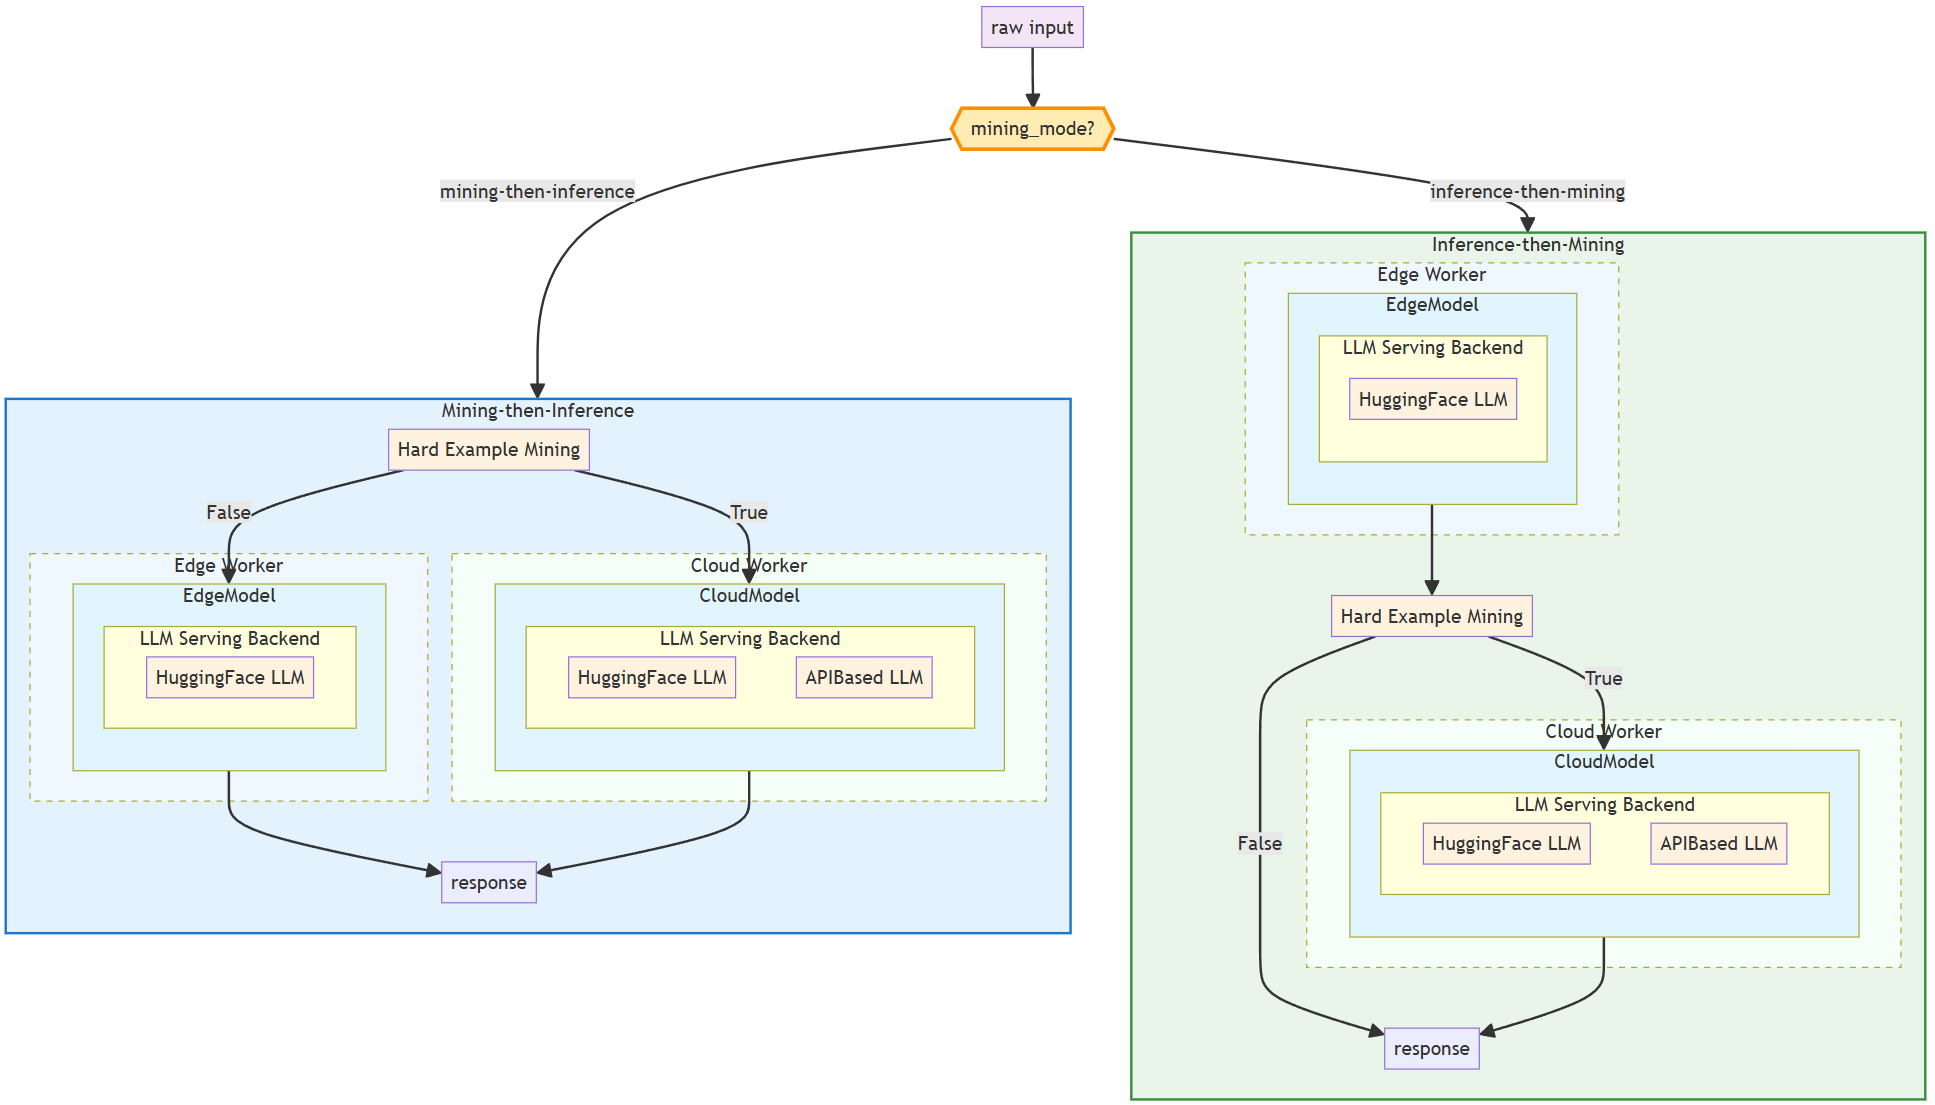 raw input
mining_mode?
mining-then-inference
inference-then-mining
Mining-then-Inference
Hard Example Mining
False
True
Edge Worker
EdgeModel
LLM Serving Backend
HuggingFace LLM
Cloud Worker
CloudModel
LLM Serving Backend
HuggingFace LLM
APIBased LLM
response
Inference-then-Mining
Edge Worker
EdgeModel
LLM Serving Backend
HuggingFace LLM
Hard Example Mining
False
True
Cloud Worker
CloudModel
LLM Serving Backend
HuggingFace LLM
APIBased LLM
response